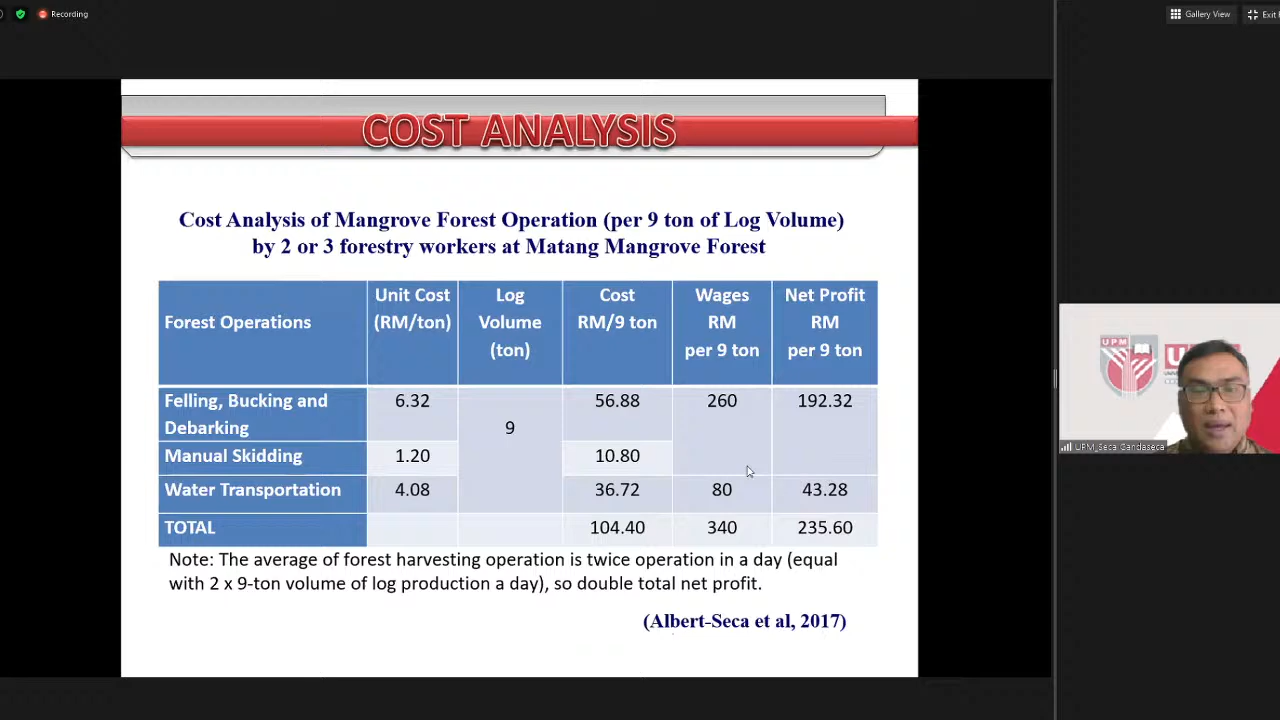 Recording
Gallery View
Exit
COST ANALYSIS
Cost Analysis of Mangrove Forest Operation (per 9 ton of Log Volume)
by 2 or 3 forestry workers at Matang Mangrove Forest
Forest Operations
Unit Cost
(RM/ton)
Log
Volume
(ton)
Cost
RM/9 ton
Wages
RM
per 9 ton
Net Profit
RM
per 9 ton
Felling, Bucking and
Debarking
6.32
9
56.88
260
192.32
Manual Skidding
1.20
10.80
Water Transportation
4.08
36.72
80
43.28
TOTAL
104.40
340
235.60
Note: The average of forest harvesting operation is twice operation in a day (equal
with 2 x 9-ton volume of log production a day), so double total net profit.
(Albert-Seca et al, 2017)
UPM
UPM_Seca Gandaseca